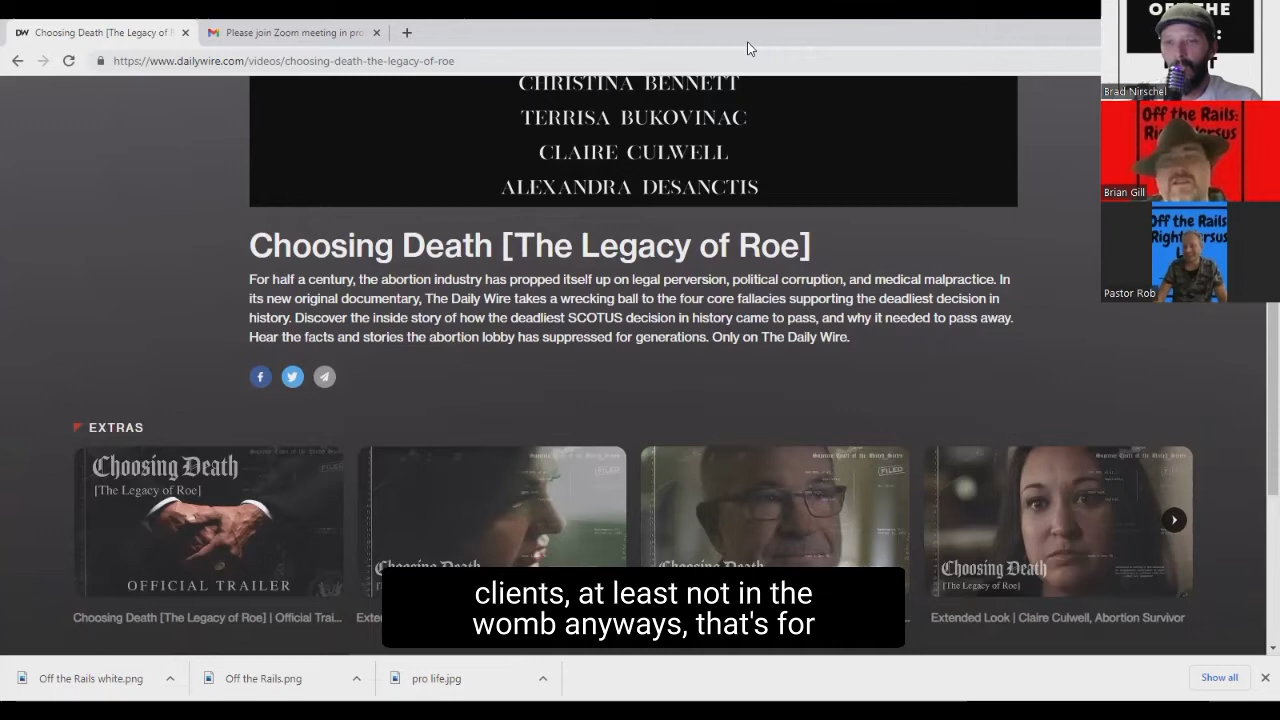 DW Choosing Death [The Legacy of R
Please join Zoom meeting in pro
https://www.dailywire.com/videos/choosing-death-the-legacy-of-roe
OFF THE
Brad Nirschel
Off the Rails:
Brian Gill
Off the Rails
Pastor Rob
CHRISTINA BENNETT
TERRISA BUKOVINAC
CLAIRE CULWELL
ALEXANDRA DESANCTIS
Choosing Death [The Legacy of Roe]
For half a century, the abortion industry has propped itself up on legal perversion, political corruption, and medical malpractice. In
its new original documentary, The Daily Wire takes a wrecking ball to the four core fallacies supporting the deadliest decision in
history. Discover the inside story of how the deadliest SCOTUS decision in history came to pass, and why it needed to pass away.
Hear the facts and stories the abortion lobby has suppressed for generations. Only on The Daily Wire.
EXTRAS
Choosing Death
[The Legacy of Roe]
OFFICIAL TRAILER
FILED
Choosing Death
[The Legacy of Roe]
Choosing Death [The Legacy of Roe] | Official Trai...
Extended Look | Claire Culwell, Abortion Survivor
clients, at least not in the
womb anyways, that's for
Off the Rails white.png
Off the Rails.png
pro life.jpg
Show all